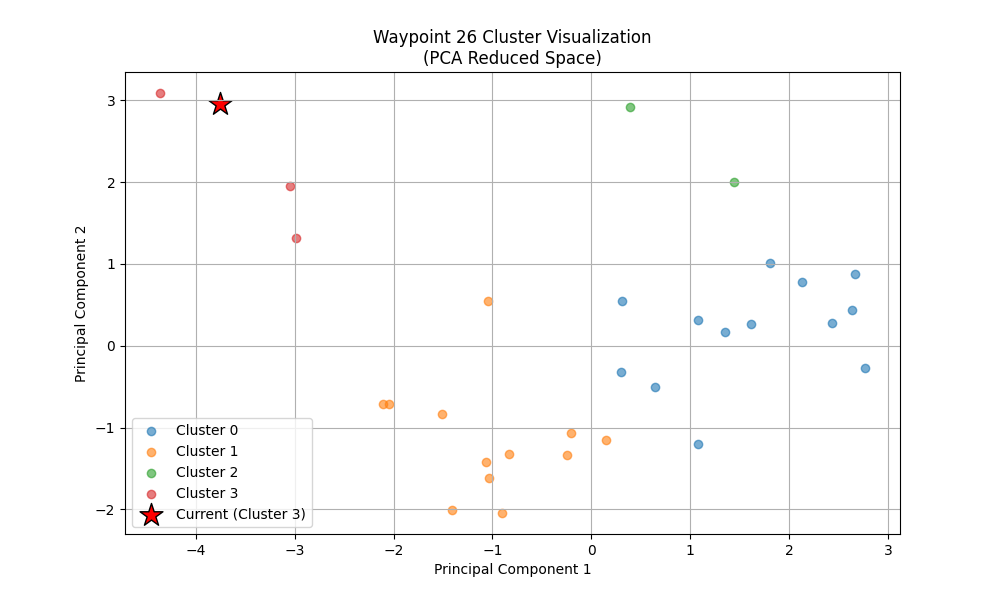 Waypoint 26 Cluster Visualization
(PCA Reduced Space)
Principal Component 2
3
2
1
0
−1
−2
Cluster 0
Cluster 1
Cluster 2
Cluster 3
Current (Cluster 3)
−4 −3 −2 −1 0 1 2 3
Principal Component 1